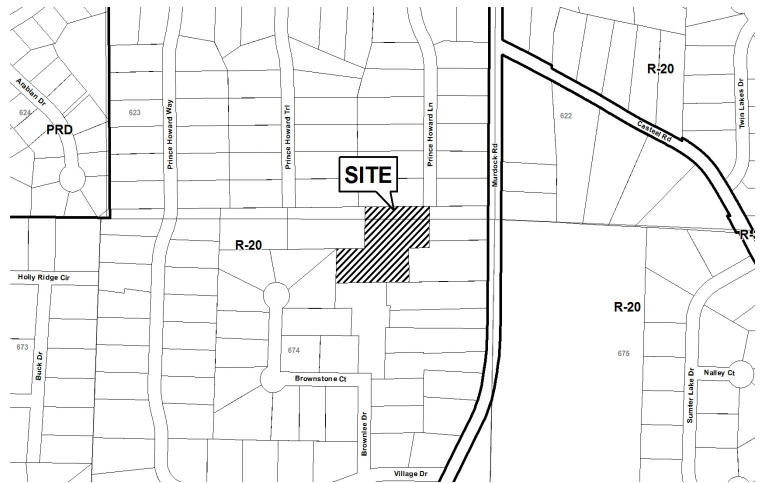 R-20
Arabian Dr
624
PRD
623
Prince Howard Way
Prince Howard Trl
Prince Howard Ln
Murdock Rd
622
Casteel Rd
Twin Lakes Dr
SITE
R-20
Holly Ridge Cir
R-20
673
Buck Dr
674
Brownstone Ct
Brownlee Dr
Village Dr
675
Sumter Lake Dr
Nalley Ct